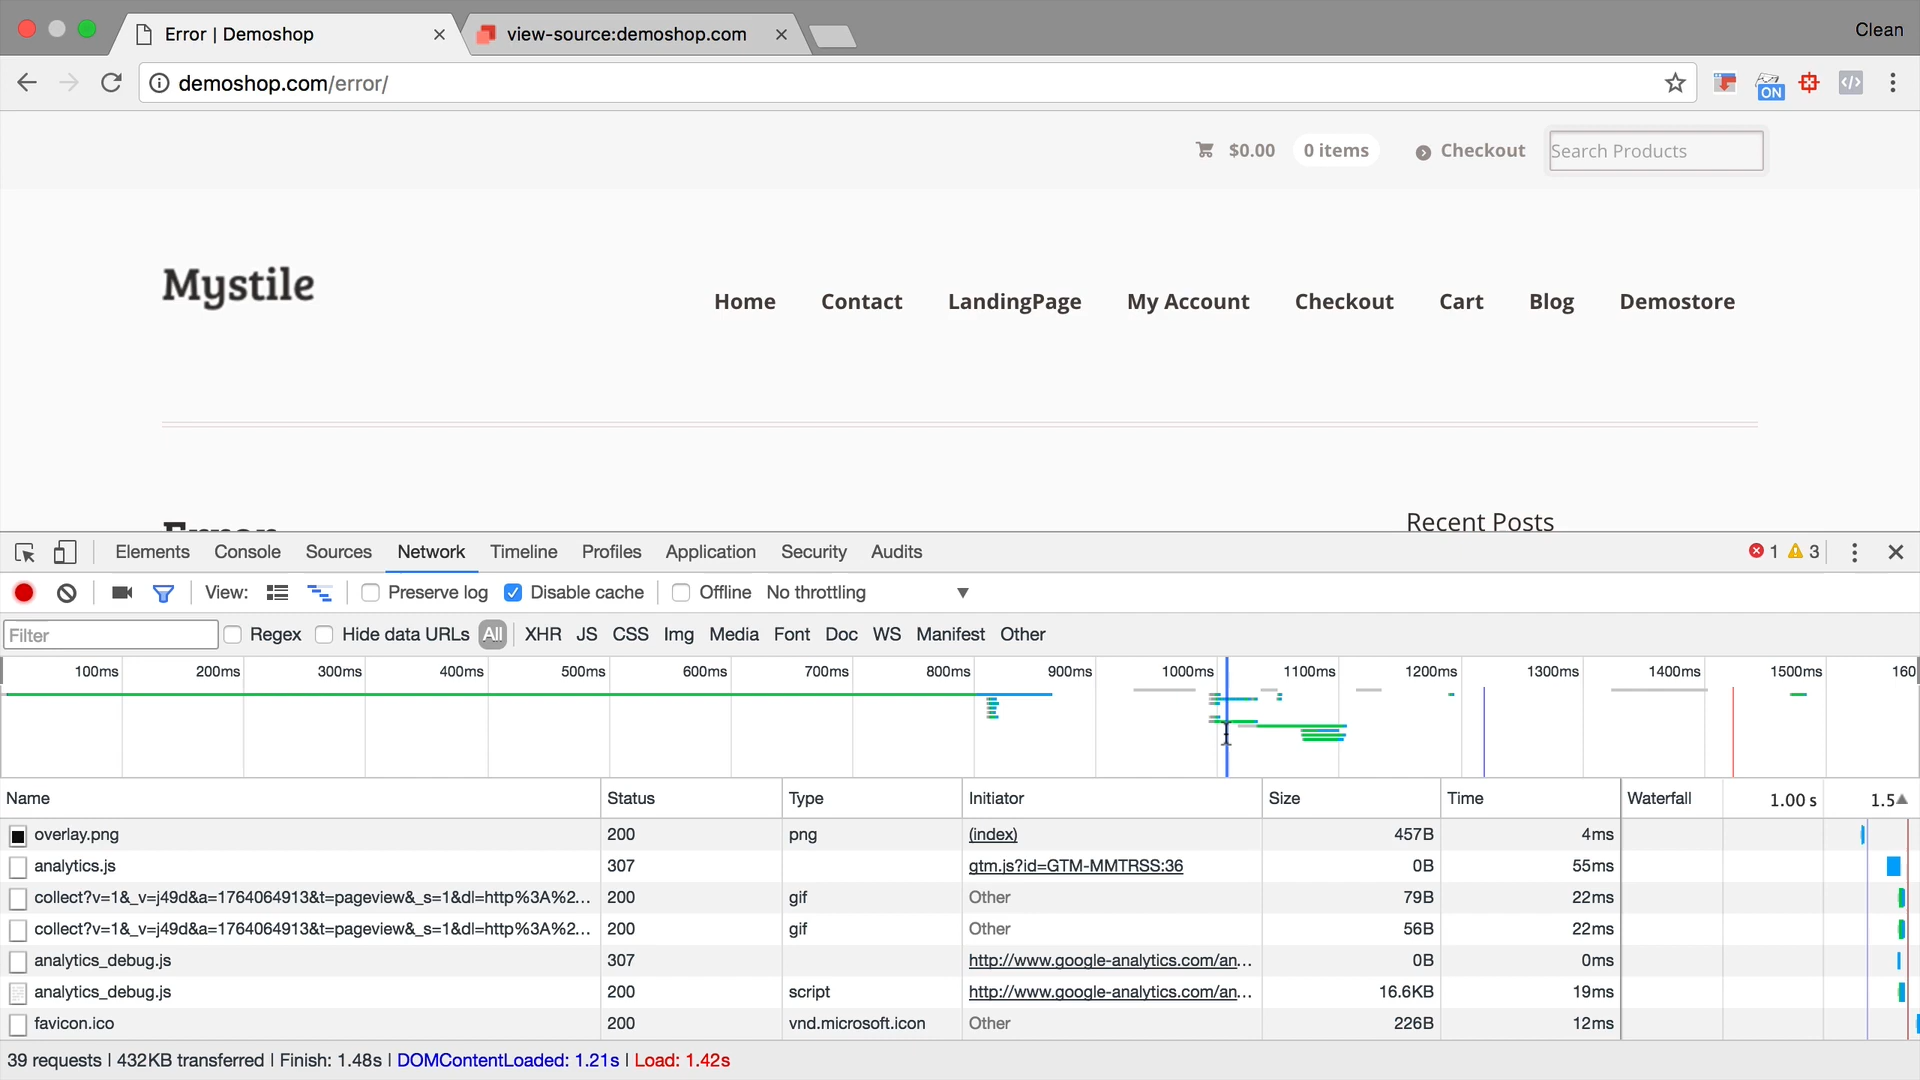 Error | Demoshop
view-source:demoshop.com
Clean
demoshop.com/error/
ON
$0.00 0 items Checkout Search Products
Mystile
Home Contact LandingPage My Account Checkout Cart Blog Demostore
Error
Recent Posts
Elements Console Sources Network Timeline Profiles Application Security Audits 1 3
View: Preserve log Disable cache Offline No throttling
Filter Regex Hide data URLs All XHR JS CSS Img Media Font Doc WS Manifest Other
100ms 200ms 300ms 400ms 500ms 600ms 700ms 800ms 900ms 1000ms 1100ms 1200ms 1300ms 1400ms 1500ms 160
Name Status Type Initiator Size Time Waterfall 1.00 s 1.5
overlay.png 200 png (index) 457B 4ms
analytics.js 307 gtm.js?id=GTM-MMTRSS:36 0B 55ms
collect?v=1&_v=j49d&a=1764064913&t=pageview&_s=1&dl=http%3A%2... 200 gif Other 79B 22ms
collect?v=1&_v=j49d&a=1764064913&t=pageview&_s=1&dl=http%3A%2... 200 gif Other 56B 22ms
analytics_debug.js 307 http://www.google-analytics.com/an... 0B 0ms
analytics_debug.js 200 script http://www.google-analytics.com/an... 16.6KB 19ms
favicon.ico 200 vnd.microsoft.icon Other 226B 12ms
39 requests | 432KB transferred | Finish: 1.48s | DOMContentLoaded: 1.21s | Load: 1.42s